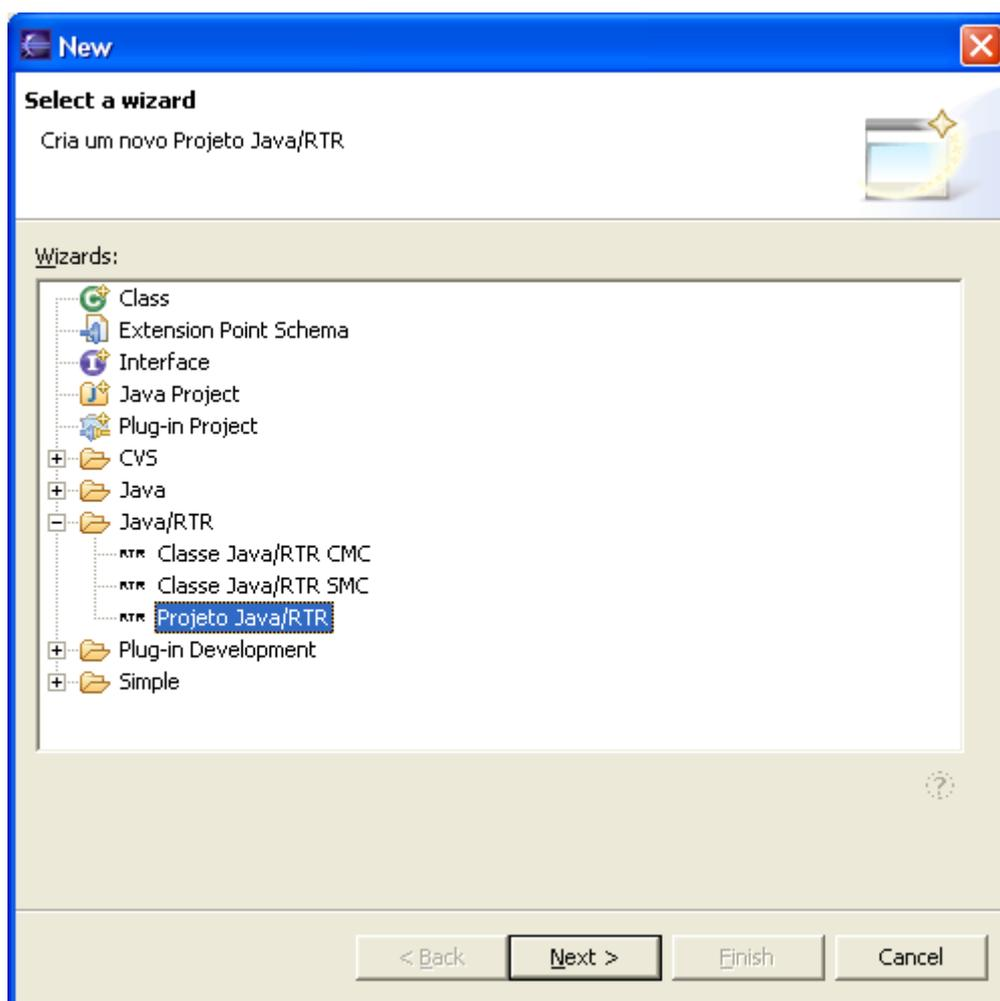 New
Select a wizard
Cria um novo Projeto Java/RTR
Wizards:
Class
Extension Point Schema
Interface
Java Project
Plug-in Project
CVS
Java
Java/RTR
RTR Classe Java/RTR CMC
RTR Classe Java/RTR SMC
RTR Projeto Java/RTR
Plug-in Development
Simple
< Back Next > Finish Cancel